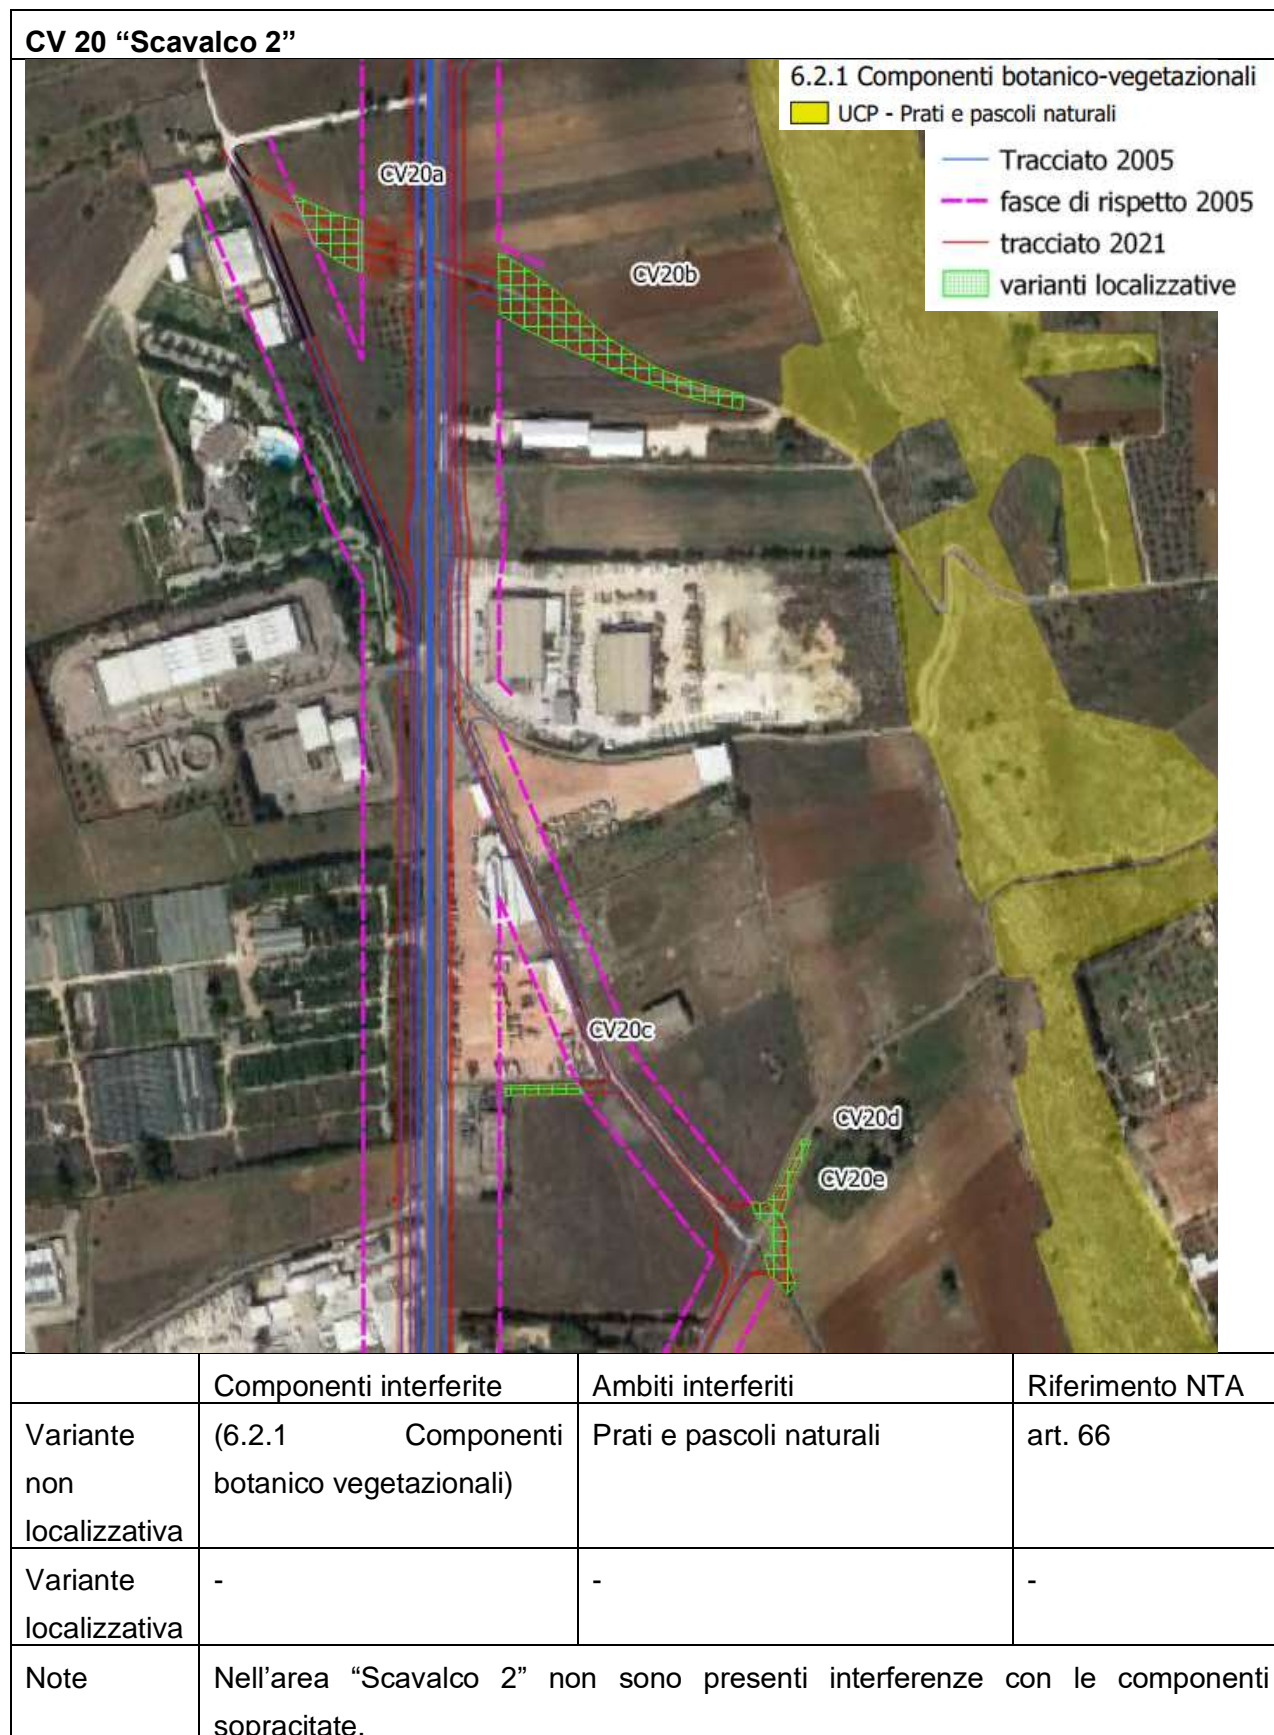 CV 20 “Scavalco 2”
6.2.1 Componenti botanico-vegetazionali
UCP - Prati e pascoli naturali
Tracciato 2005
fasce di rispetto 2005
tracciato 2021
varianti localizzative
CV20a
CV20b
CV20c
CV20d
CV20e
Componenti interferite Ambiti interferiti Riferimento NTA
Variante (6.2.1 Componenti Prati e pascoli naturali art. 66
non botanico vegetazionali)
localizzativa
Variante - - -
localizzativa
Note Nell’area “Scavalco 2” non sono presenti interferenze con le componenti
sopracitate.